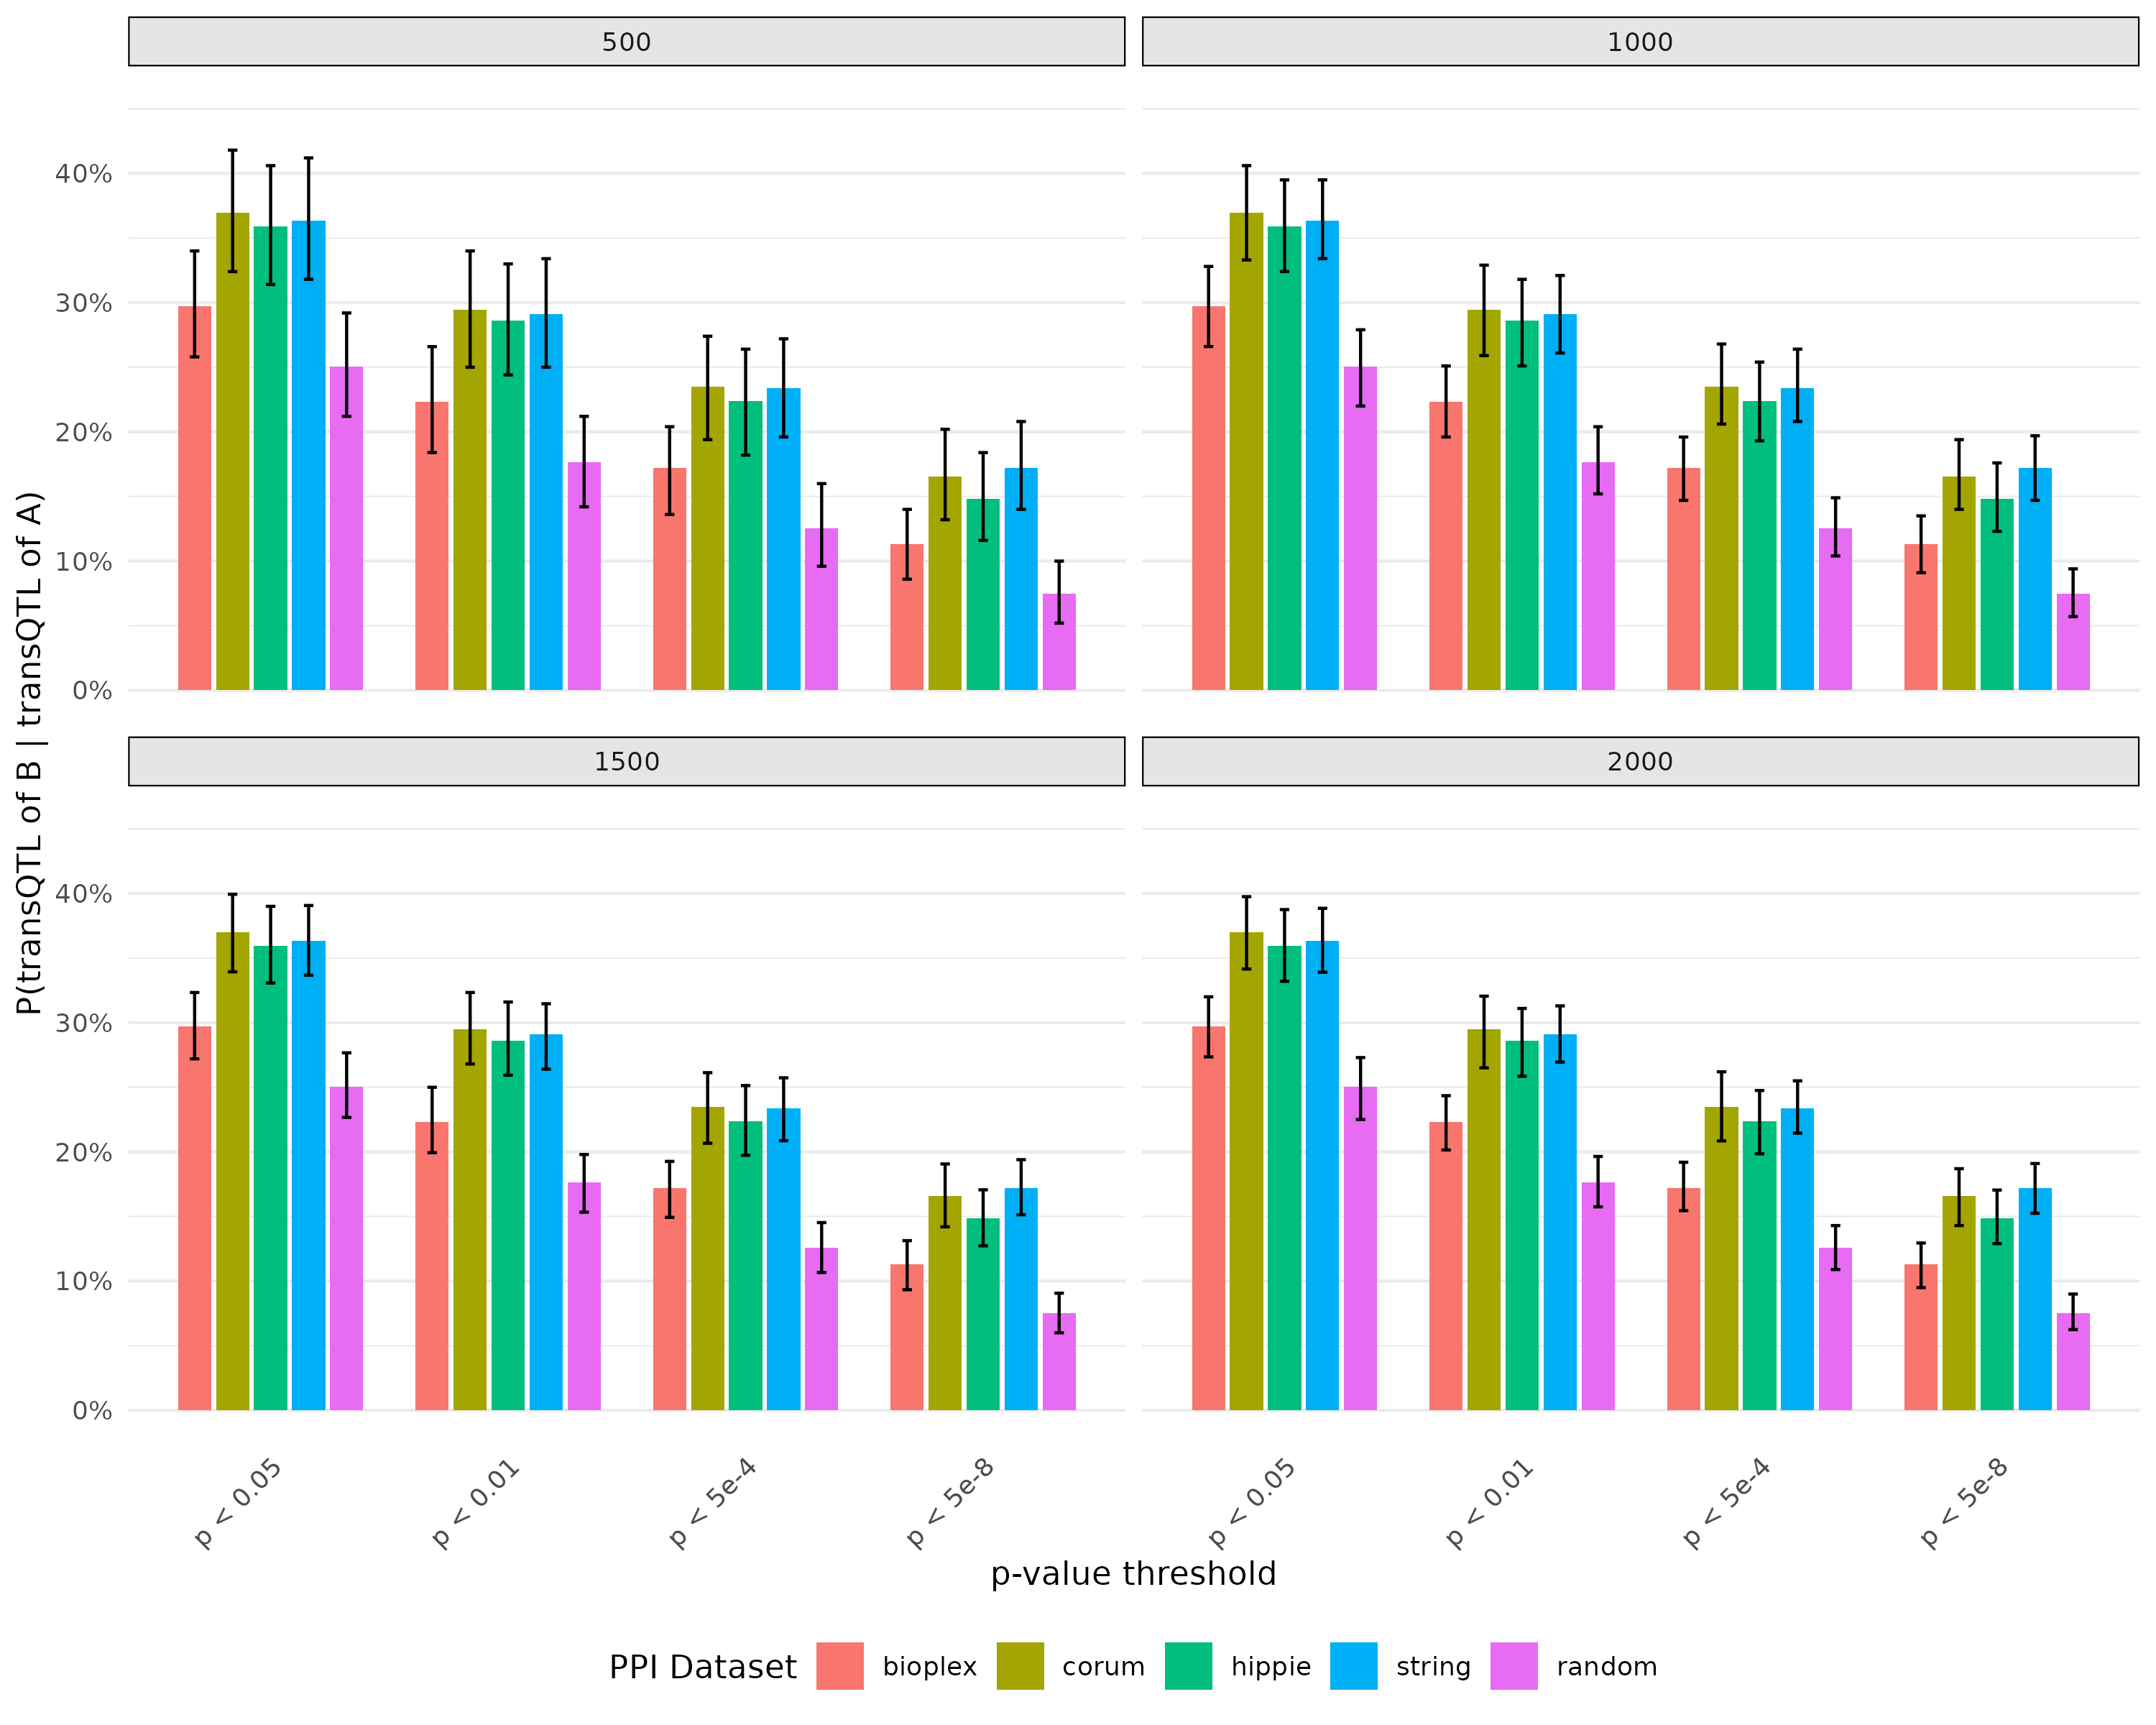 500
1000
40%
30%
20%
10%
0%
P(transQTL of B | transQTL of A)
1500
2000
40%
30%
20%
10%
0%
p < 0.05
p < 0.01
p < 5e-4
p < 5e-8
p < 0.05
p < 0.01
p < 5e-4
p < 5e-8
p-value threshold
PPI Dataset bioplex corum hippie string random